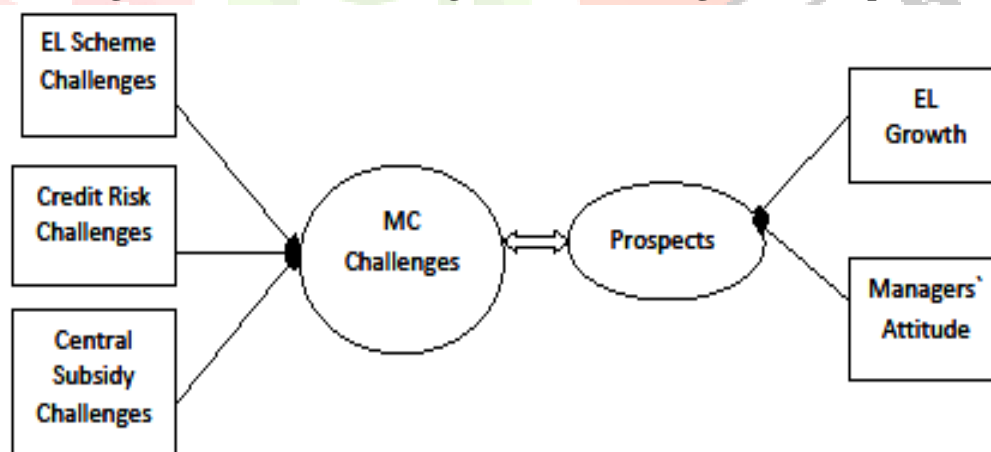 EL Scheme
Challenges
Credit Risk
Challenges
Central
Subsidy
Challenges
MC
Challenges
Prospects
EL
Growth
Managers`
Attitude